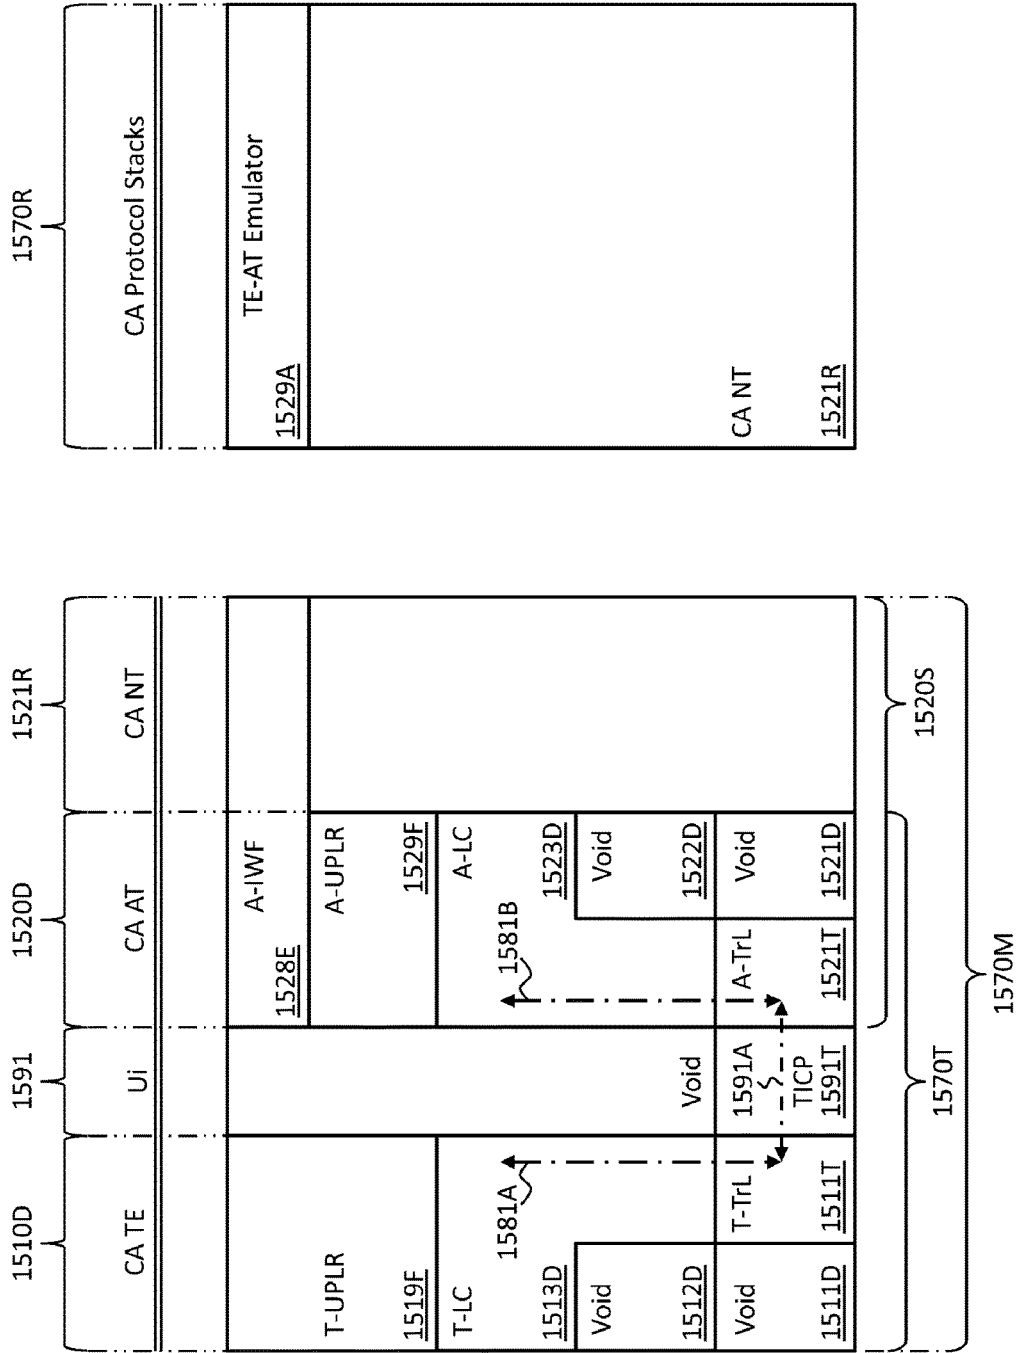 1510D
1591
1520D
1521R
1570R
CA TE
Ui
CA AT
CA NT
CA Protocol Stacks
A-IWF
1528E
TE-AT Emulator
1529A
T-UPLR
1519F
A-UPLR
1529F
T-LC
1513D
1581A
1581B
A-LC
1523D
Void
1512D
Void
Void
1522D
Void
1511D
T-TrL
1511T
1591A
TICP
1591T
A-TrL
1521T
Void
1521D
CA NT
1521R
1520S
1570T
1570M